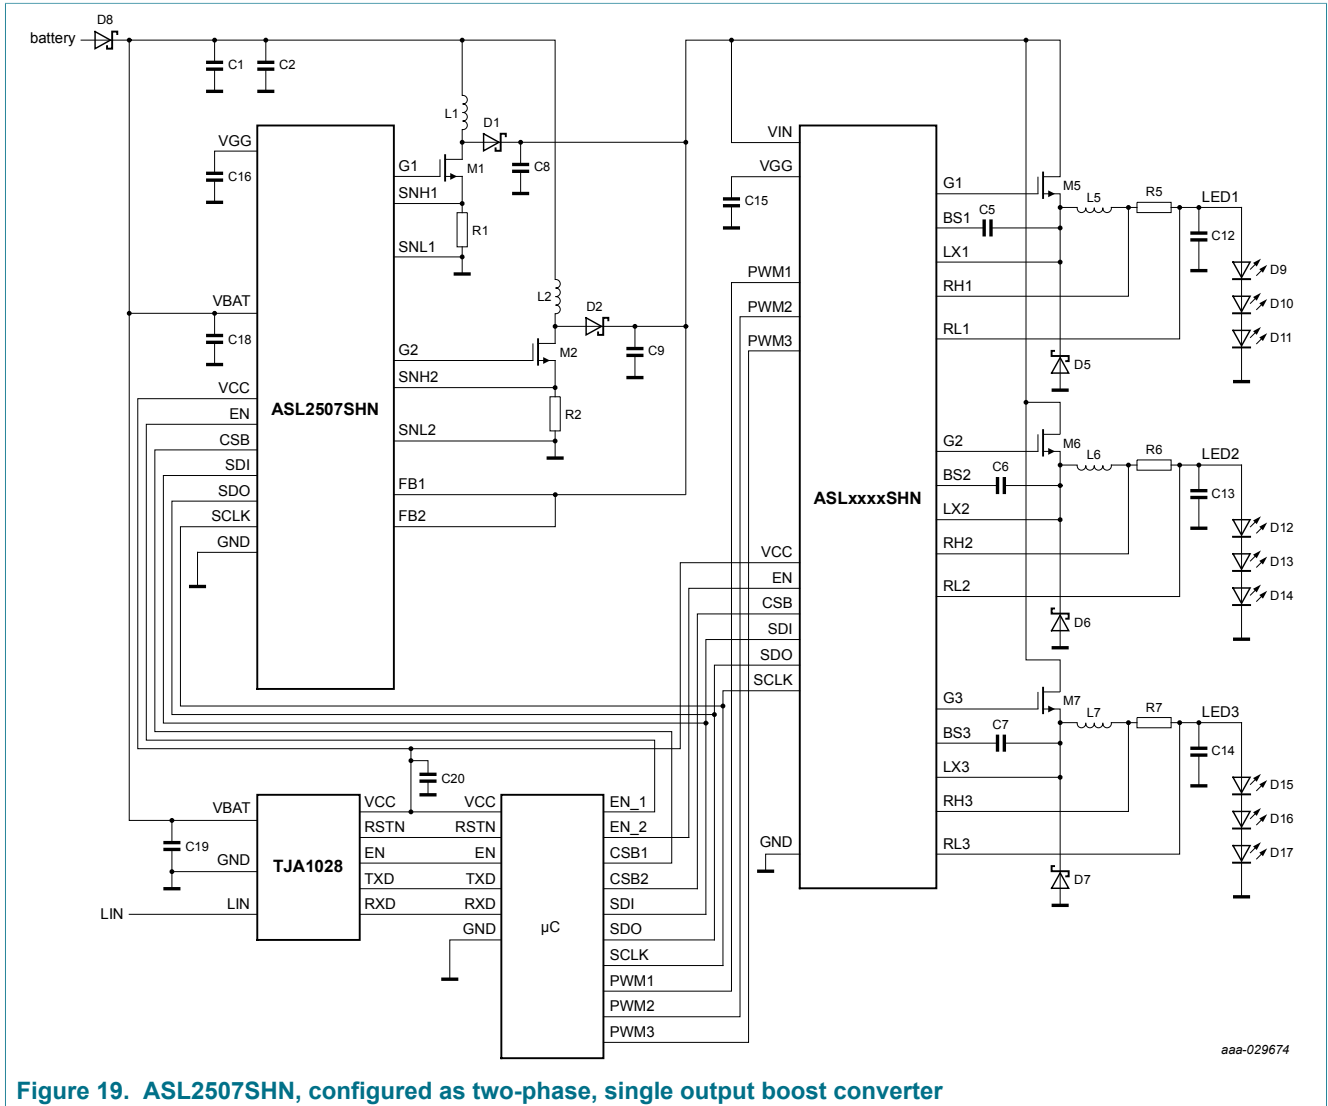 D8
battery
C1
C2
L1
D1
VGG
C16
G1
M1
C8
SNH1
R1
SNL1
VBAT
C18
L2
D2
G2
M2
C9
SNH2
R2
SNL2
VCC
EN
CSB
SDI
SDO
SCLK
GND
ASL2507SHN
FB1
FB2
VIN
VGG
C15
PWM1
PWM2
PWM3
ASLxxxxSHN
VCC
EN
CSB
SDI
SDO
SCLK
GND
G1
M5
BS1
C5
L5
R5
LED1
C12
LX1
RH1
RL1
D9
D10
D11
D5
G2
M6
BS2
C6
L6
R6
LED2
C13
LX2
RH2
RL2
D12
D13
D14
D6
G3
M7
BS3
C7
L7
R7
LED3
C14
LX3
RH3
RL3
D15
D16
D17
D7
C20
VBAT
C19
GND
LIN
LIN
TJA1028
VCC
RSTN
EN
TXD
RXD
VCC
RSTN
EN
TXD
RXD
GND
µC
EN_1
EN_2
CSB1
CSB2
SDI
SDO
SCLK
PWM1
PWM2
PWM3
aaa-029674
Figure 19. ASL2507SHN, configured as two-phase, single output boost converter